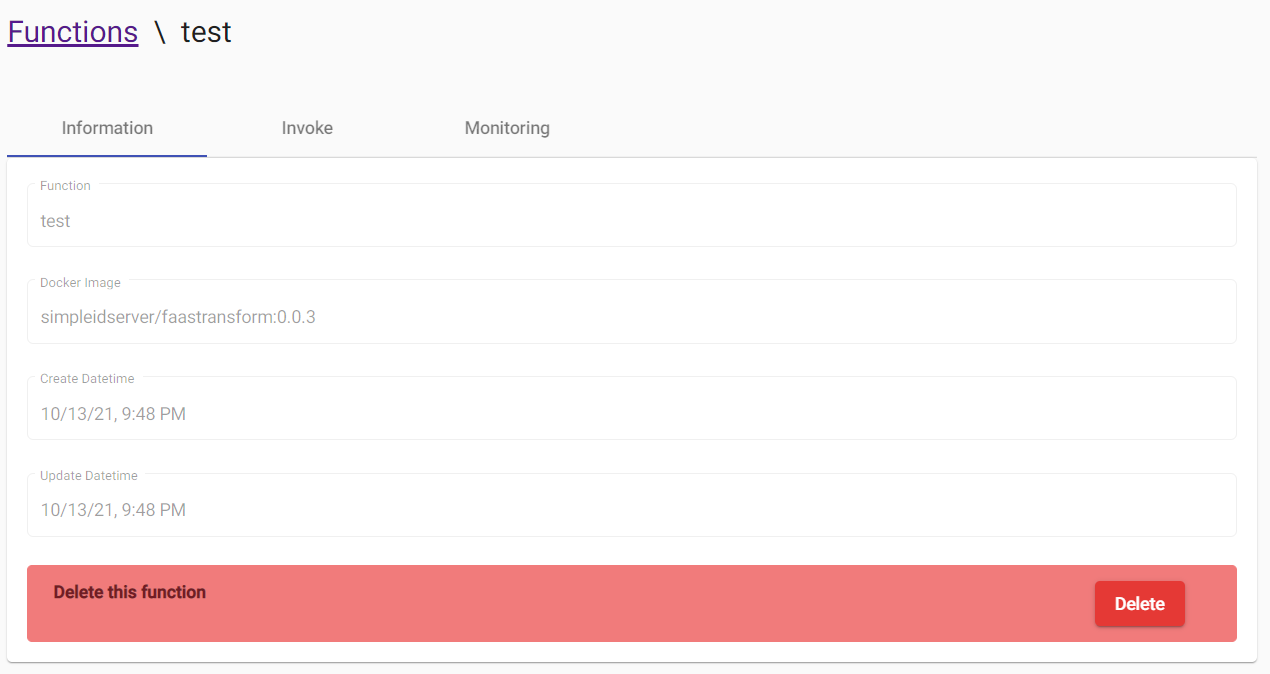 Functions \ test
Information Invoke Monitoring
Function
test
Docker Image
simpleidserver/faastransform:0.0.3
Create Datetime
10/13/21, 9:48 PM
Update Datetime
10/13/21, 9:48 PM
Delete this function
Delete